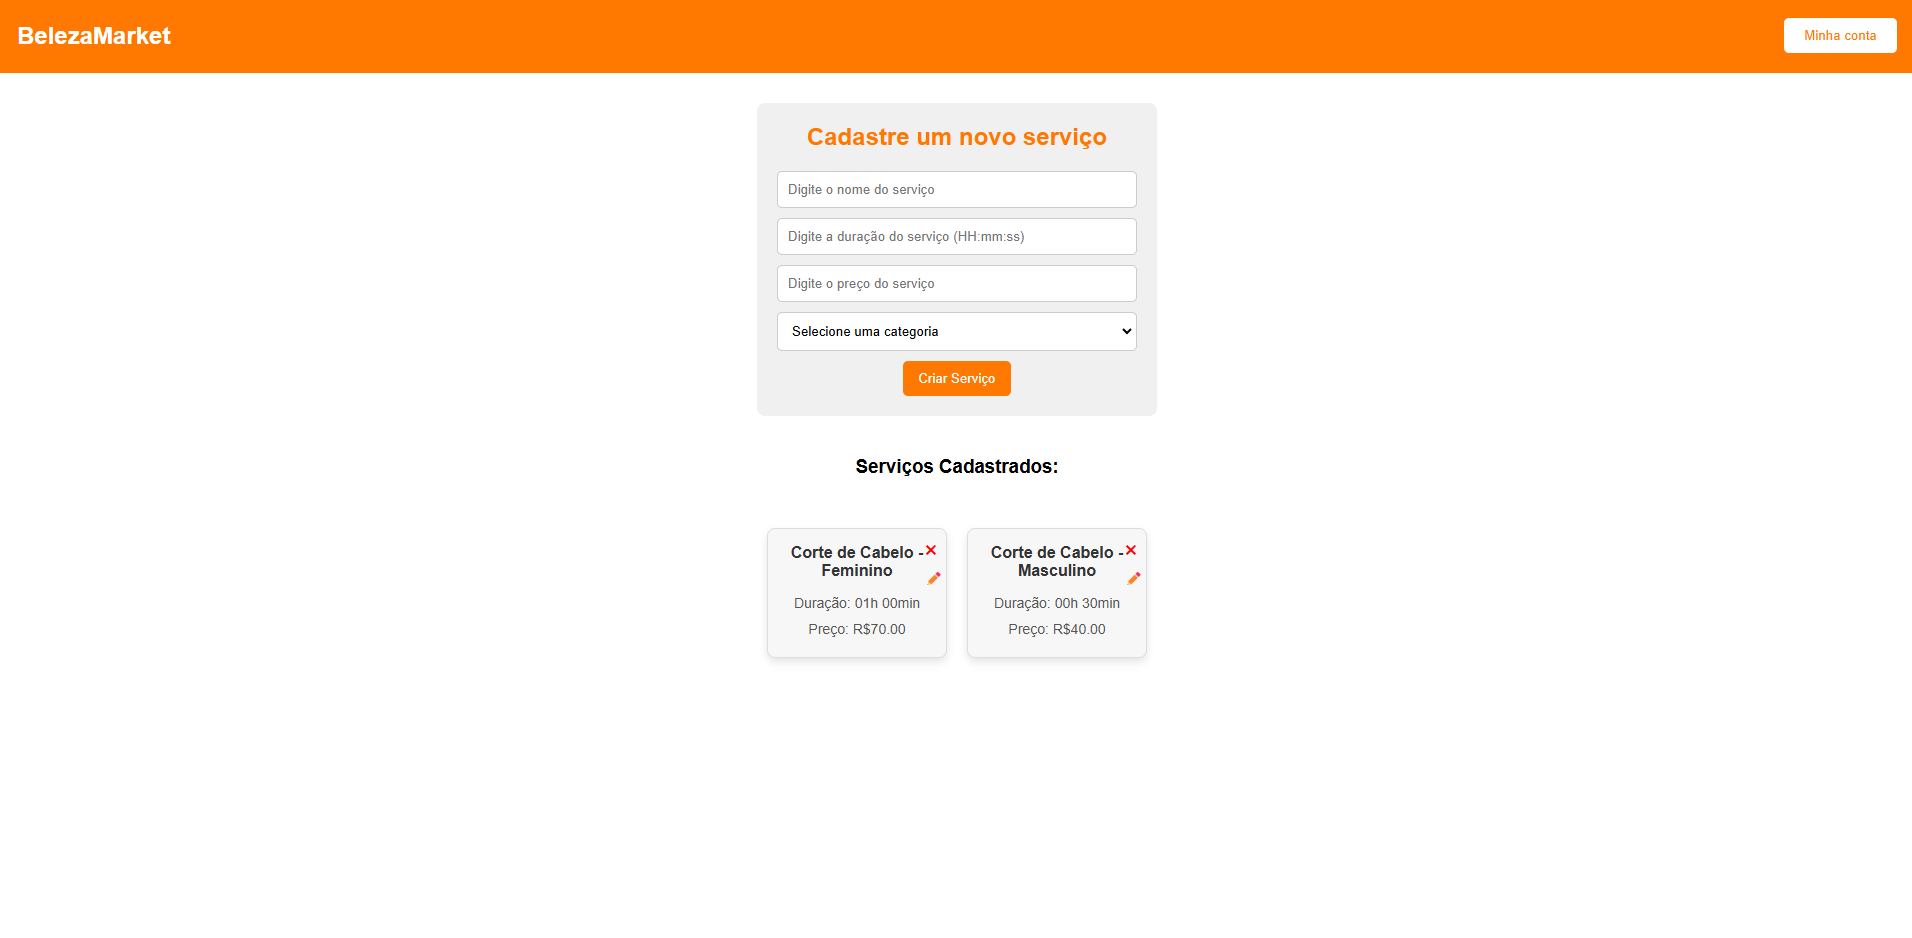 BelezaMarket
Minha conta
Cadastre um novo serviço
Digite o nome do serviço
Digite a duração do serviço (HH:mm:ss)
Digite o preço do serviço
Selecione uma categoria
Criar Serviço
Serviços Cadastrados:
Corte de Cabelo -
Feminino
Duração: 01h 00min
Preço: R$70.00
Corte de Cabelo -
Masculino
Duração: 00h 30min
Preço: R$40.00